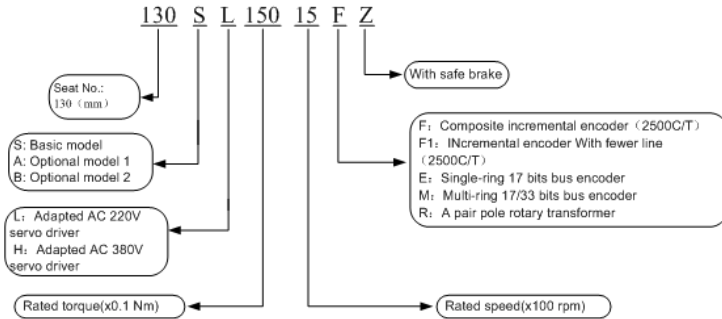 130 S L 150 15 F Z
With safe brake
Seat No.:
130（mm）
F：Composite incremental encoder（2500C/T）
F1：INcremental encoder With fewer line
（2500C/T）
E：Single-ring 17 bits bus encoder
M：Multi-ring 17/33 bits bus encoder
R：A pair pole rotary transformer
S: Basic model
A: Optional model 1
B: Optional model 2
L：Adapted AC 220V
servo driver
H：Adapted AC 380V
servo driver
Rated torque(x0.1 Nm)
Rated speed(x100 rpm)